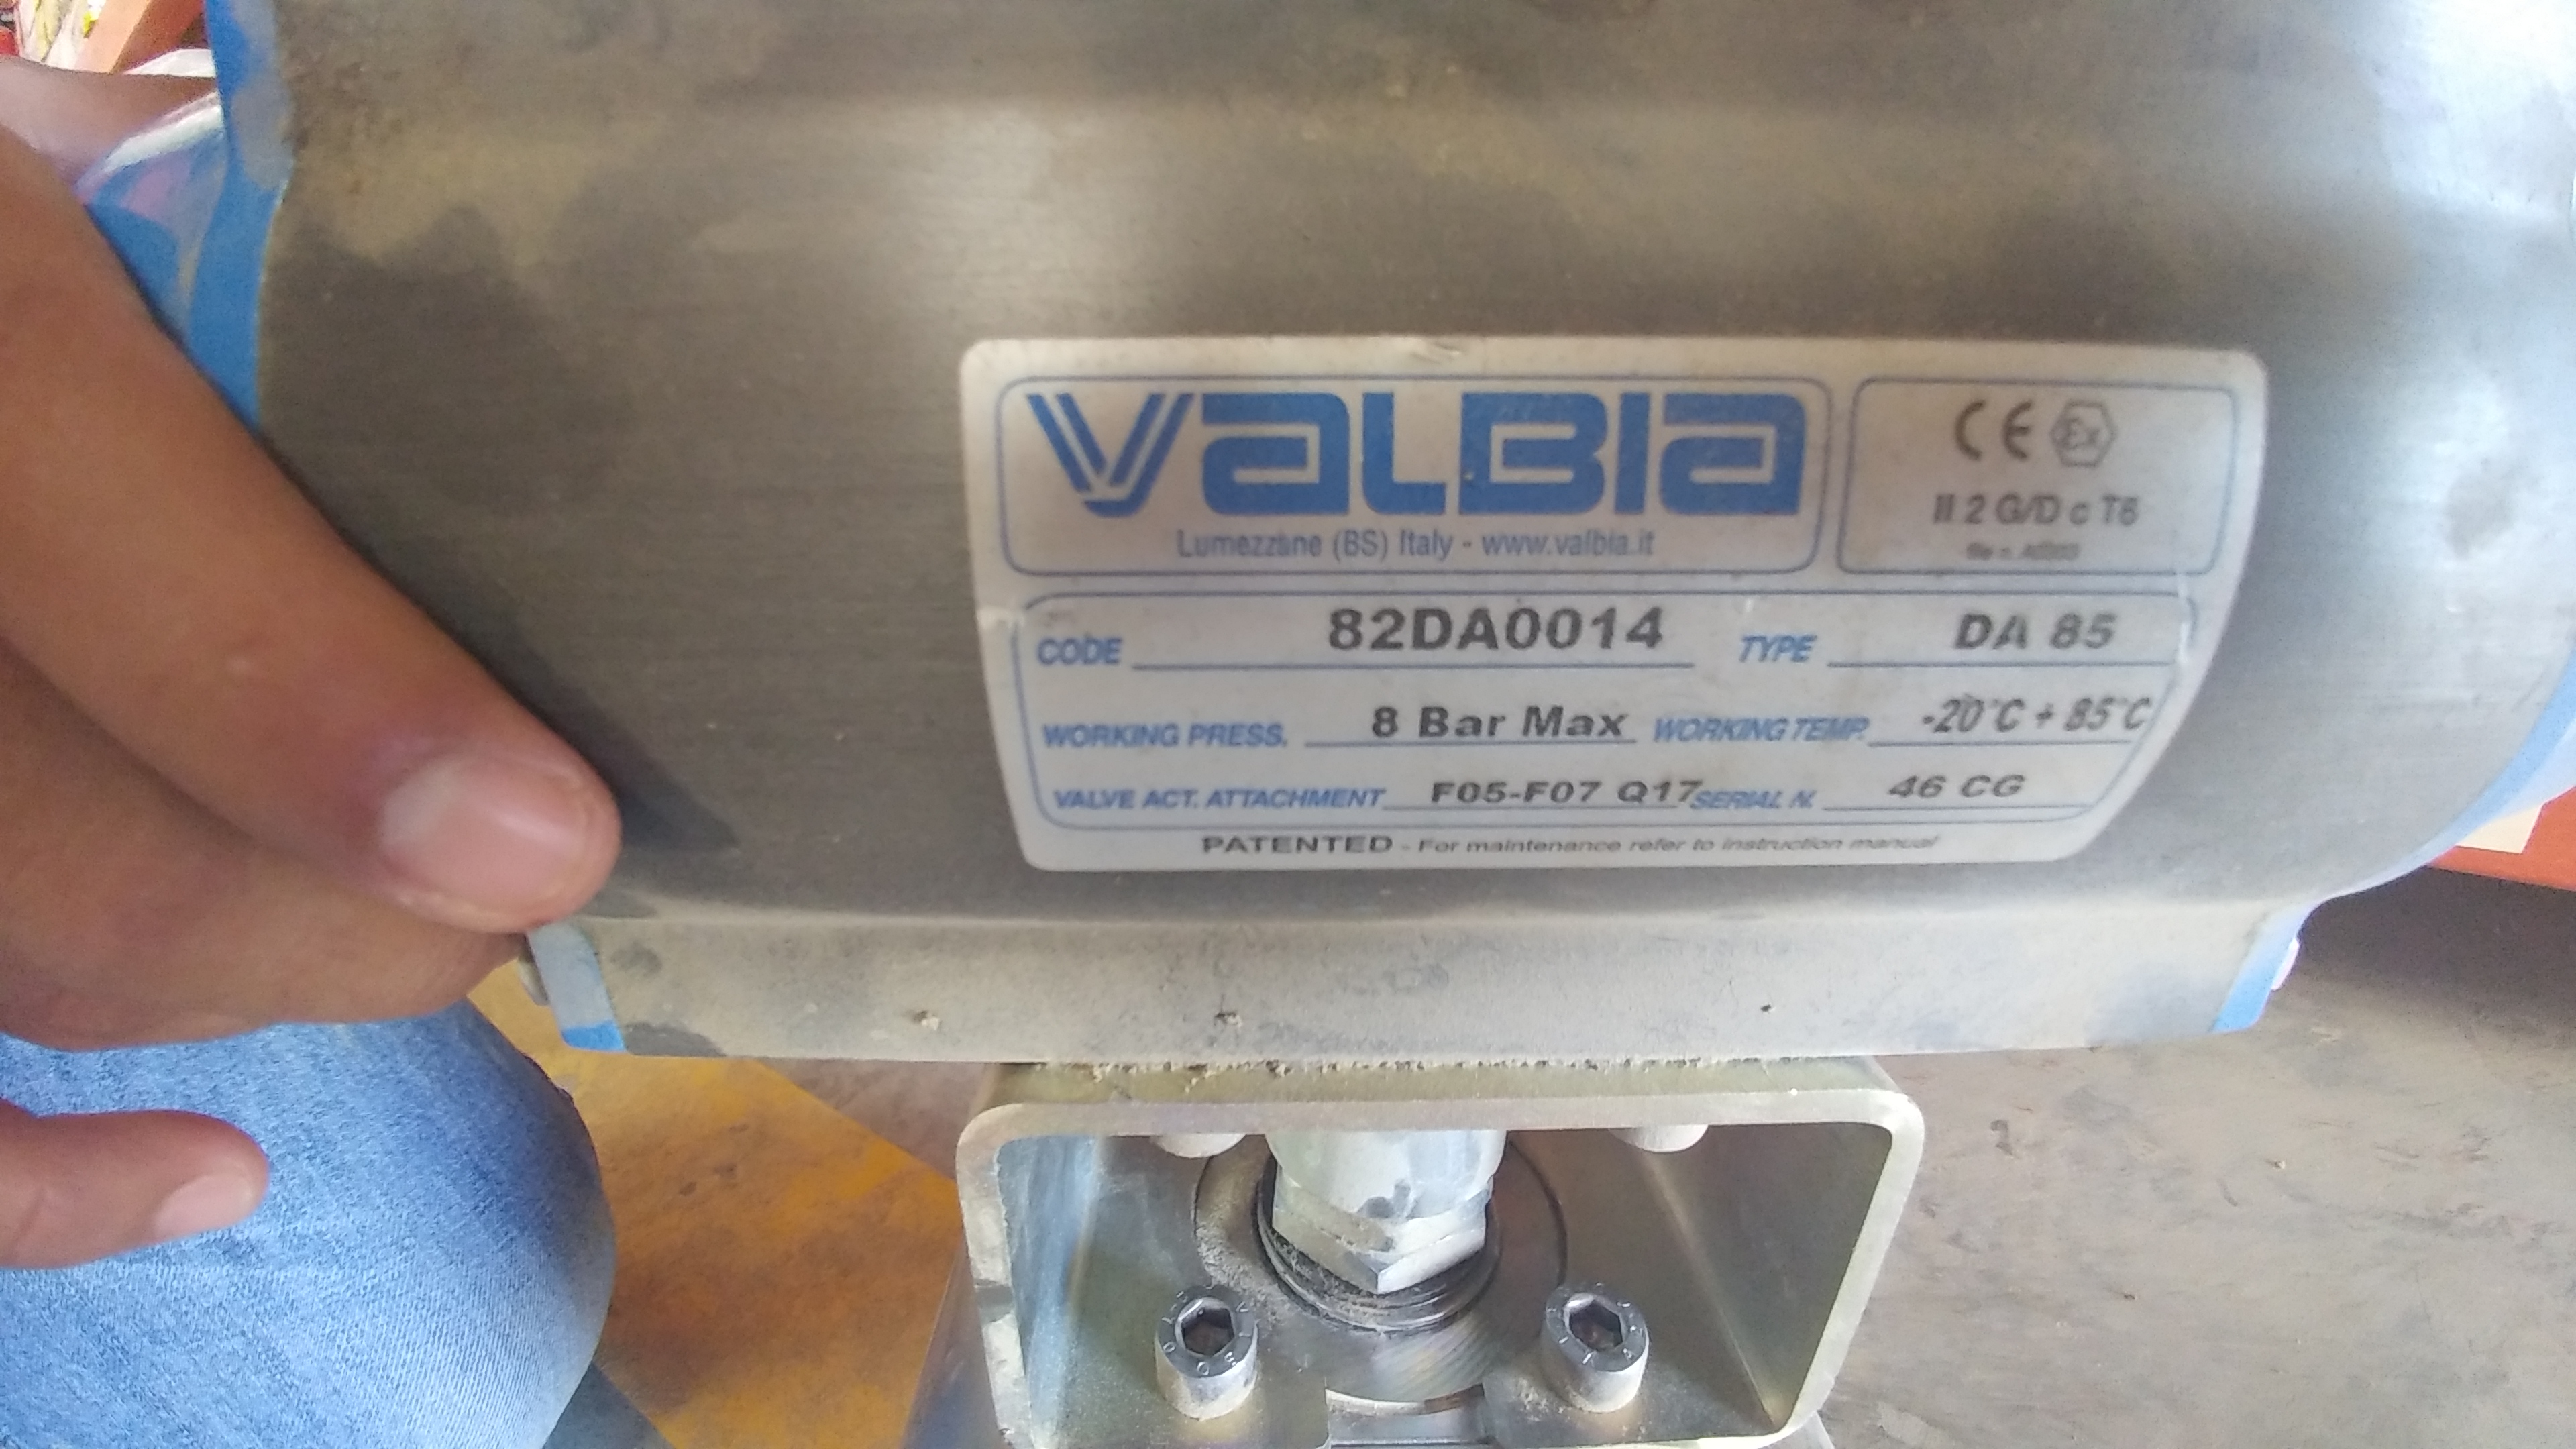 VALBIA
Lumezzane (BS) Italy - www.valbia.it
CE Ex
II 2 G/D c T6
CODE 82DA0014 TYPE DA 85
WORKING PRESS. 8 Bar Max WORKING TEMP. -20°C + 85°C
VALVE ACT. ATTACHMENT F05-F07 Q17 SERIAL N. 46 CG
PATENTED - For maintenance refer to instruction manual